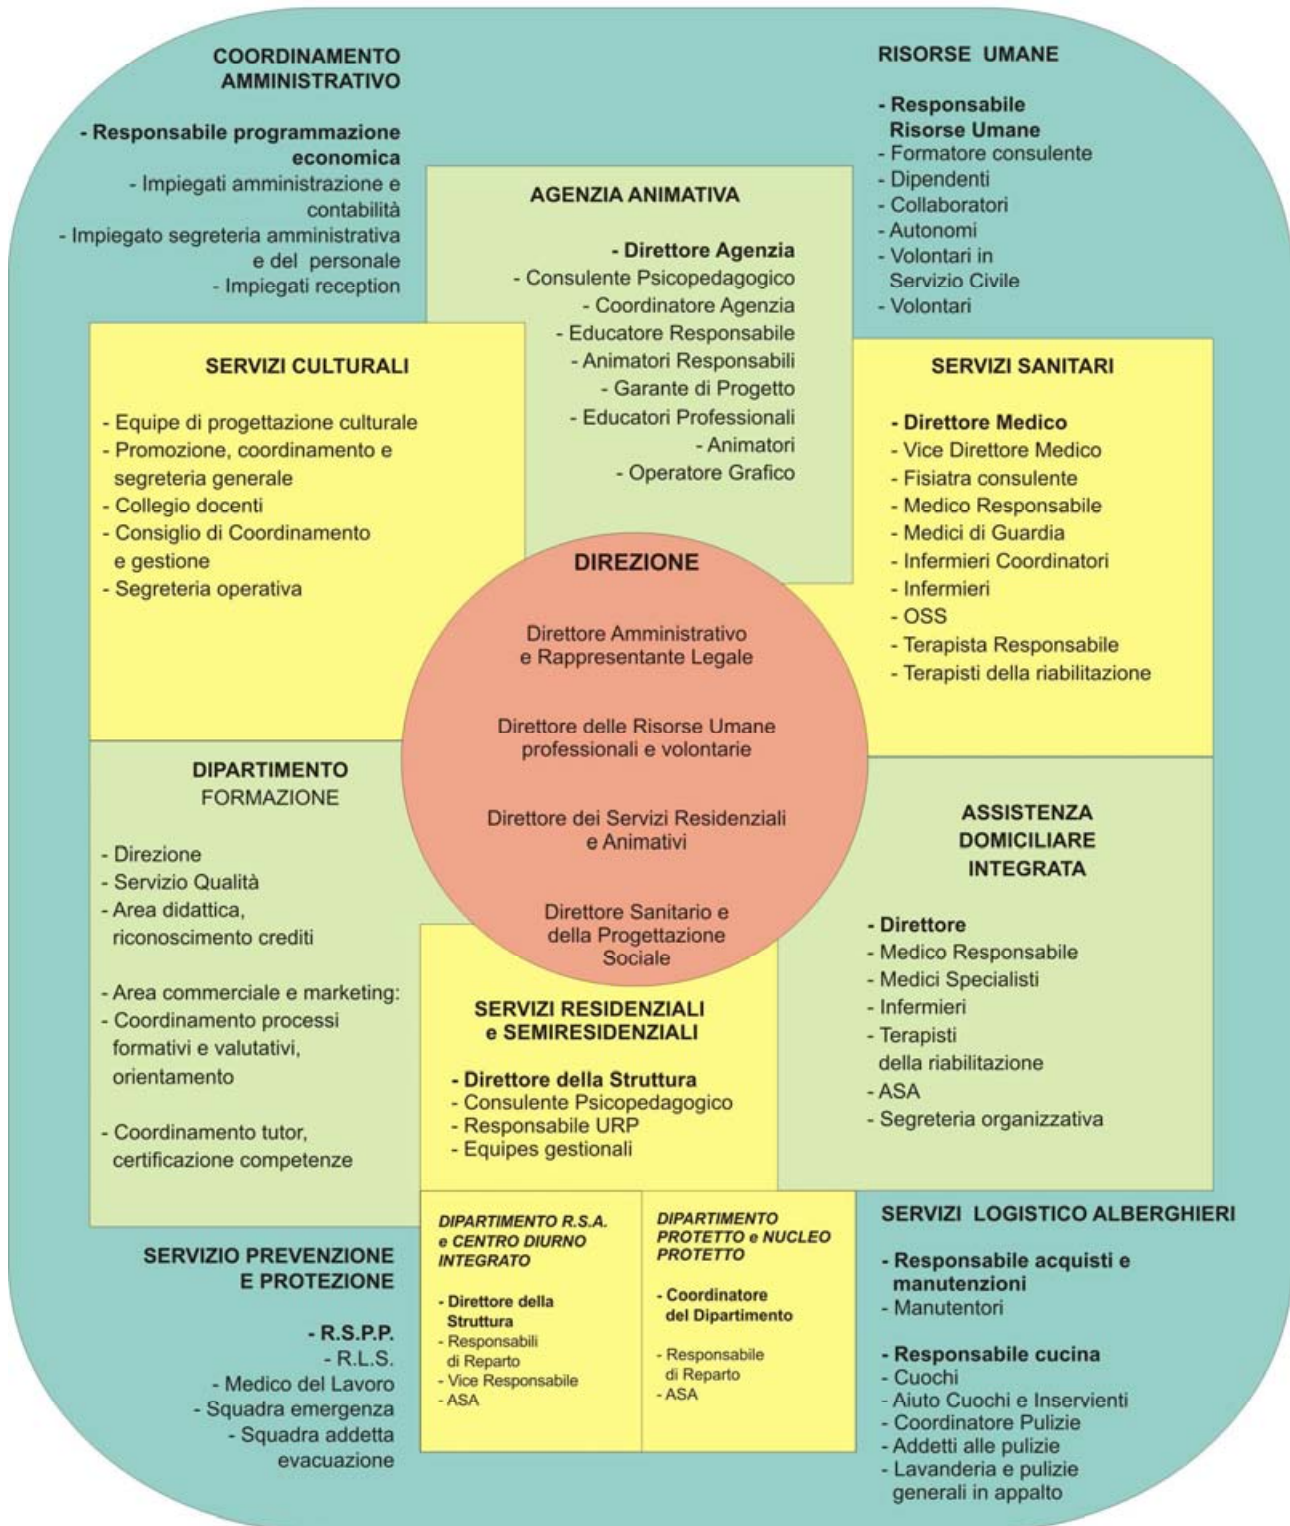 COORDINAMENTO
AMMINISTRATIVO
- Responsabile programmazione
economica
- Impiegati amministrazione e
contabilità
- Impiegato segreteria amministrativa
e del personale
- Impiegati reception
RISORSE UMANE
- Responsabile
Risorse Umane
- Formatore consulente
- Dipendenti
- Collaboratori
- Autonomi
- Volontari in
Servizio Civile
- Volontari
AGENZIA ANIMATIVA
- Direttore Agenzia
- Consulente Psicopedagogico
- Coordinatore Agenzia
- Educatore Responsabile
- Animatori Responsabili
- Garante di Progetto
- Educatori Professionali
- Animatori
- Operatore Grafico
SERVIZI CULTURALI
- Equipe di progettazione culturale
- Promozione, coordinamento e
segreteria generale
- Collegio docenti
- Consiglio di Coordinamento
e gestione
- Segreteria operativa
SERVIZI SANITARI
- Direttore Medico
- Vice Direttore Medico
- Fisiatra consulente
- Medico Responsabile
- Medici di Guardia
- Infermieri Coordinatori
- Infermieri
- OSS
- Terapista Responsabile
- Terapisti della riabilitazione
DIREZIONE
Direttore Amministrativo
e Rappresentante Legale
Direttore delle Risorse Umane
professionali e volontarie
Direttore dei Servizi Residenziali
e Animativi
Direttore Sanitario e
della Progettazione
Sociale
DIPARTIMENTO
FORMAZIONE
- Direzione
- Servizio Qualità
- Area didattica,
riconoscimento crediti
- Area commerciale e marketing:
- Coordinamento processi
formativi e valutativi,
orientamento
- Coordinamento tutor,
certificazione competenze
ASSISTENZA
DOMICILIARE
INTEGRATA
- Direttore
- Medico Responsabile
- Medici Specialisti
- Infermieri
- Terapisti
della riabilitazione
- ASA
- Segreteria organizzativa
SERVIZI RESIDENZIALI
e SEMIRESIDENZIALI
- Direttore della Struttura
- Consulente Psicopedagogico
- Responsabile URP
- Equipes gestionali
DIPARTIMENTO R.S.A.
e CENTRO DIURNO
INTEGRATO
- Direttore della
Struttura
- Responsabili
di Reparto
- Vice Responsabile
- ASA
DIPARTIMENTO
PROTETTO e NUCLEO
PROTETTO
- Coordinatore
del Dipartimento
- Responsabile
di Reparto
- ASA
SERVIZIO PREVENZIONE
E PROTEZIONE
- R.S.P.P.
- R.L.S.
- Medico del Lavoro
- Squadra emergenza
- Squadra addetta
evacuazione
SERVIZI LOGISTICO ALBERGHIERI
- Responsabile acquisti e
manutenzioni
- Manutentori
- Responsabile cucina
- Cuochi
- Aiuto Cuochi e Inservienti
- Coordinatore Pulizie
- Addetti alle pulizie
- Lavanderia e pulizie
generali in appalto